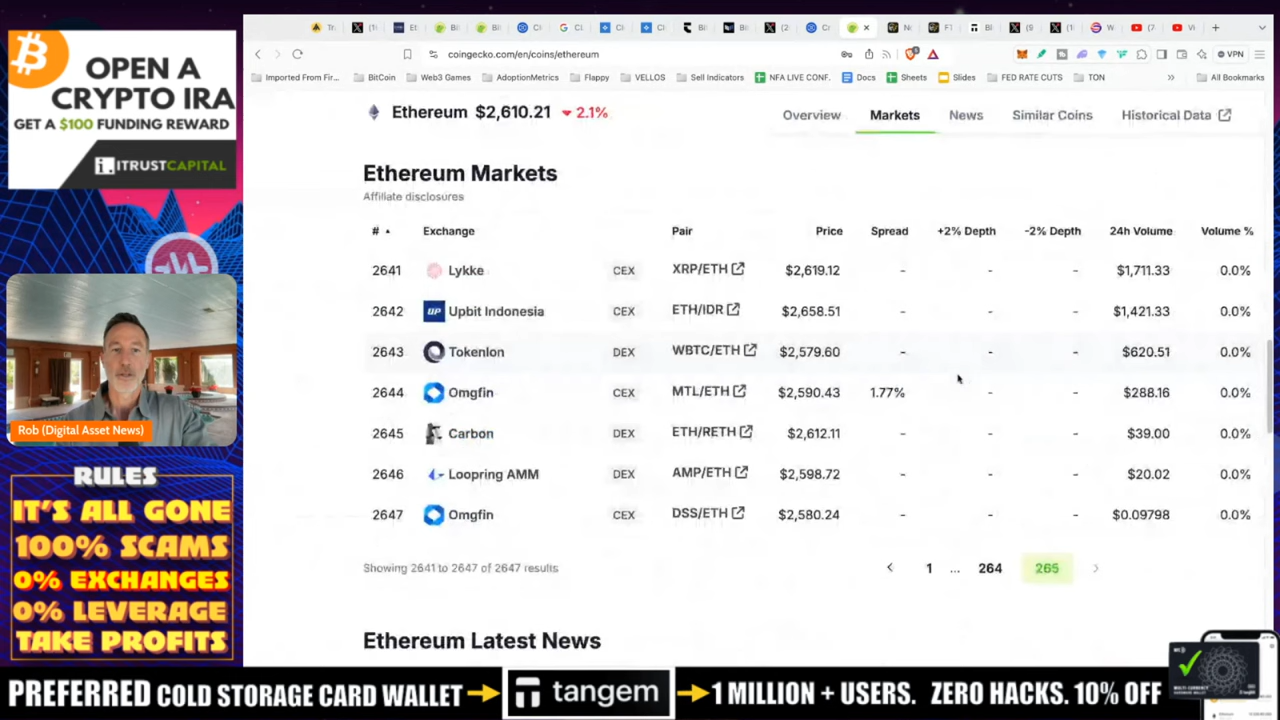 OPEN A
CRYPTO IRA
GET A $100 FUNDING REWARD
i. ITRUSTCAPITAL
Rob (Digital Asset News)
RULES
IT'S ALL GONE
100% SCAMS
0% EXCHANGES
0% LEVERAGE
TAKE PROFITS
coingecko.com/en/coins/ethereum
VPN
Imported From Fir...
BitCoin
Web3 Games
AdoptionMetrics
Flappy
VELLOS
Sell Indicators
NFA LIVE CONF.
Docs
Sheets
Slides
FED RATE CUTS
TON
»
All Bookmarks
Ethereum $2,610.21 ▼ 2.1%
Overview
Markets
News
Similar Coins
Historical Data
Ethereum Markets
Affiliate disclosures
# Exchange Pair Price Spread +2% Depth -2% Depth 24h Volume Volume %
2641 Lykke CEX XRP/ETH $2,619.12 - - - $1,711.33 0.0%
2642 Upbit Indonesia CEX ETH/IDR $2,658.51 - - - $1,421.33 0.0%
2643 Tokenlon DEX WBTC/ETH $2,579.60 - - - $620.51 0.0%
2644 Omgfin CEX MTL/ETH $2,590.43 1.77% - - $288.16 0.0%
2645 Carbon DEX ETH/RETH $2,612.11 - - - $39.00 0.0%
2646 Loopring AMM DEX AMP/ETH $2,598.72 - - - $20.02 0.0%
2647 Omgfin CEX DSS/ETH $2,580.24 - - - $0.09798 0.0%
Showing 2641 to 2647 of 2647 results
1 ... 264 265
Ethereum Latest News
PREFERRED COLD STORAGE CARD WALLET
tangem
1 MILLION + USERS. ZERO HACKS. 10% OFF